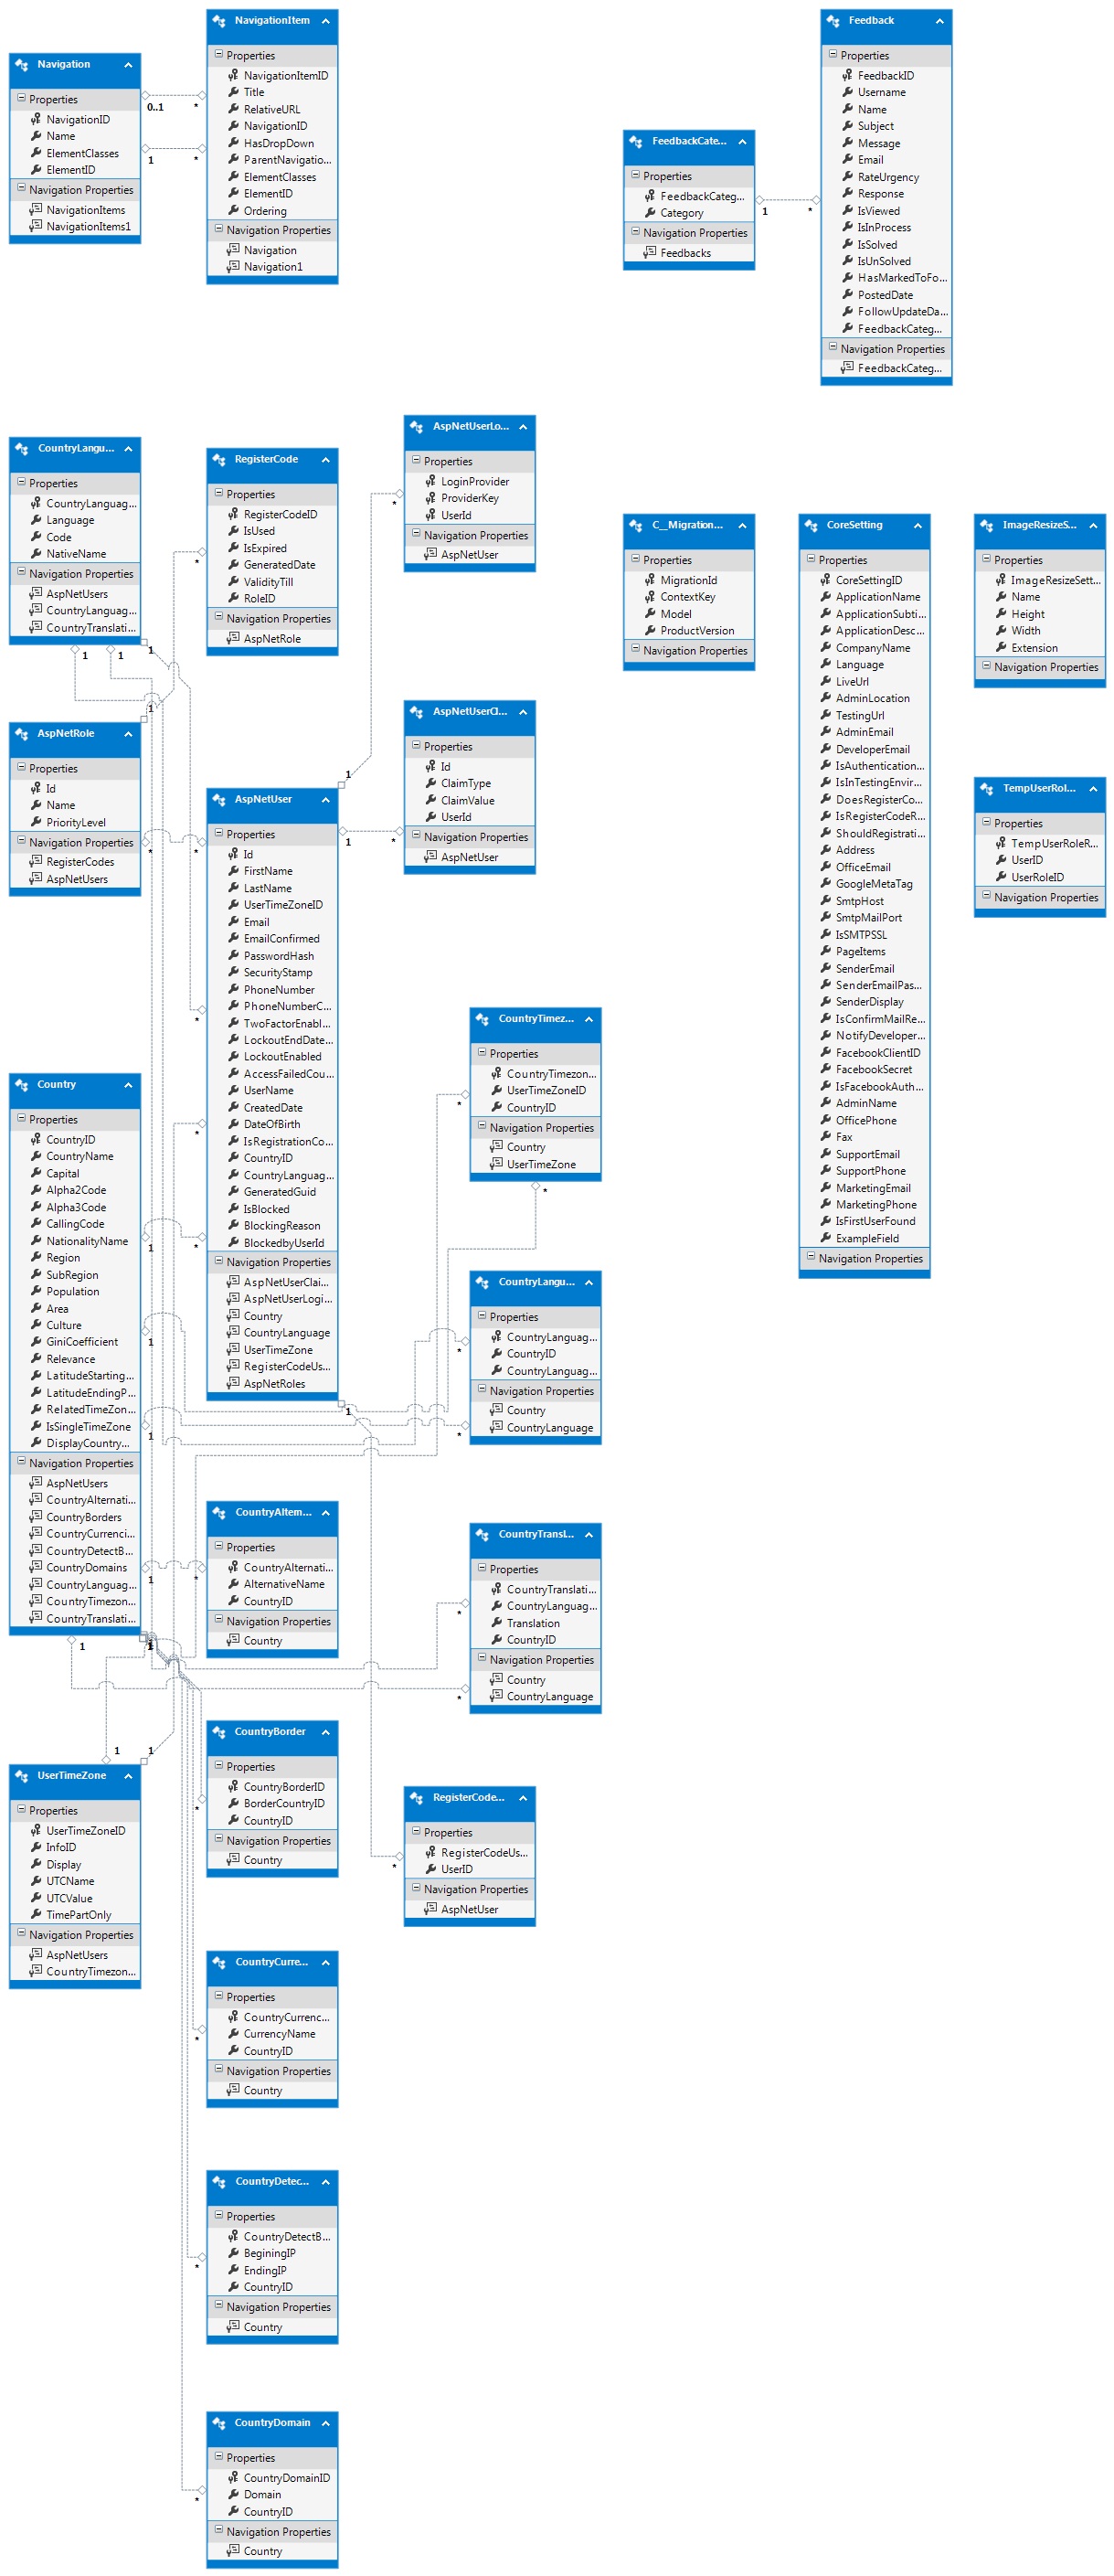 Navigation
Properties
NavigationID
Name
ElementClasses
ElementID
Navigation Properties
NavigationItems
NavigationItems1
0..1
*
1
*
NavigationItem
Properties
NavigationItemID
Title
RelativeURL
NavigationID
HasDropDown
ParentNavigatio...
ElementClasses
ElementID
Ordering
Navigation Properties
Navigation
Navigation1
FeedbackCate...
Properties
FeedbackCateg...
Category
Navigation Properties
Feedbacks
1
*
Feedback
Properties
FeedbackID
Username
Name
Subject
Message
Email
RateUrgency
Response
IsViewed
IsInProcess
IsSolved
IsUnSolved
HasMarkedToFo...
PostedDate
FollowUpdateDa...
FeedbackCateg...
Navigation Properties
FeedbackCateg...
CountryLangu...
Properties
CountryLanguag...
Language
Code
NativeName
Navigation Properties
AspNetUsers
CountryLanguag...
CountryTranslati...
1
1
1
RegisterCode
Properties
RegisterCodeID
IsUsed
IsExpired
GeneratedDate
ValidityTill
RoleID
Navigation Properties
AspNetRole
*
AspNetUserLo...
Properties
LoginProvider
ProviderKey
UserId
Navigation Properties
AspNetUser
*
C__Migration...
Properties
MigrationId
ContextKey
Model
ProductVersion
Navigation Properties
CoreSetting
Properties
CoreSettingID
ApplicationName
ApplicationSubti...
ApplicationDesc...
CompanyName
Language
LiveUrl
AdminLocation
TestingUrl
AdminEmail
DeveloperEmail
IsAuthentication...
IsInTestingEnvir...
DoesRegisterCo...
IsRegisterCodeR...
ShouldRegistrati...
Address
OfficeEmail
GoogleMetaTag
SmtpHost
SmtpMailPort
IsSMTPSSL
PageItems
SenderEmail
SenderEmailPas...
SenderDisplay
IsConfirmMailRe...
NotifyDeveloper...
FacebookClientID
FacebookSecret
IsFacebookAuth...
AdminName
OfficePhone
Fax
SupportEmail
SupportPhone
MarketingEmail
MarketingPhone
IsFirstUserFound
ExampleField
Navigation Properties
ImageResizeS...
Properties
ImageResizeSett...
Name
Height
Width
Extension
Navigation Properties
TempUserRol...
Properties
TempUserRoleR...
UserID
UserRoleID
Navigation Properties
AspNetRole
Properties
Id
Name
PriorityLevel
Navigation Properties
RegisterCodes
AspNetUsers
1
*
*
AspNetUser
Properties
Id
FirstName
LastName
UserTimeZoneID
Email
EmailConfirmed
PasswordHash
SecurityStamp
PhoneNumber
PhoneNumberC...
TwoFactorEnabl...
LockoutEndDate...
LockoutEnabled
AccessFailedCou...
UserName
CreatedDate
DateOfBirth
IsRegistrationCo...
CountryID
CountryLanguag...
GeneratedGuid
IsBlocked
BlockingReason
BlockedbyUserId
Navigation Properties
AspNetUserClai...
AspNetUserLogi...
Country
CountryLanguage
UserTimeZone
RegisterCodeUs...
AspNetRoles
1
1
*
*
*
*
1
AspNetUserCl...
Properties
Id
ClaimType
ClaimValue
UserId
Navigation Properties
AspNetUser
CountryTimez...
Properties
CountryTimezon...
UserTimeZoneID
CountryID
Navigation Properties
Country
UserTimeZone
*
*
Country
Properties
CountryID
CountryName
Capital
Alpha2Code
Alpha3Code
CallingCode
NationalityName
Region
SubRegion
Population
Area
Culture
GiniCoefficient
Relevance
LatitudeStarting...
LatitudeEndingP...
RelatedTimeZon...
IsSingleTimeZone
DisplayCountry...
Navigation Properties
AspNetUsers
CountryAlternati...
CountryBorders
CountryCurrenci...
CountryDetectB...
CountryDomains
CountryLanguag...
CountryTimezon...
CountryTranslati...
1
1
1
1
1
1
CountryLangu...
Properties
CountryLanguag...
CountryID
CountryLanguag...
Navigation Properties
Country
CountryLanguage
*
*
CountryAltern...
Properties
CountryAlternati...
AlternativeName
CountryID
Navigation Properties
Country
*
CountryTransl...
Properties
CountryTranslati...
CountryLanguag...
Translation
CountryID
Navigation Properties
Country
CountryLanguage
*
*
UserTimeZone
Properties
UserTimeZoneID
InfoID
Display
UTCName
UTCValue
TimePartOnly
Navigation Properties
AspNetUsers
CountryTimezon...
1
1
CountryBorder
Properties
CountryBorderID
BorderCountryID
CountryID
Navigation Properties
Country
*
RegisterCode...
Properties
RegisterCodeUs...
UserID
Navigation Properties
AspNetUser
*
CountryCurre...
Properties
CountryCurrenc...
CurrencyName
CountryID
Navigation Properties
Country
*
CountryDetec...
Properties
CountryDetectB...
BeginingIP
EndingIP
CountryID
Navigation Properties
Country
*
CountryDomain
Properties
CountryDomainID
Domain
CountryID
Navigation Properties
Country
*